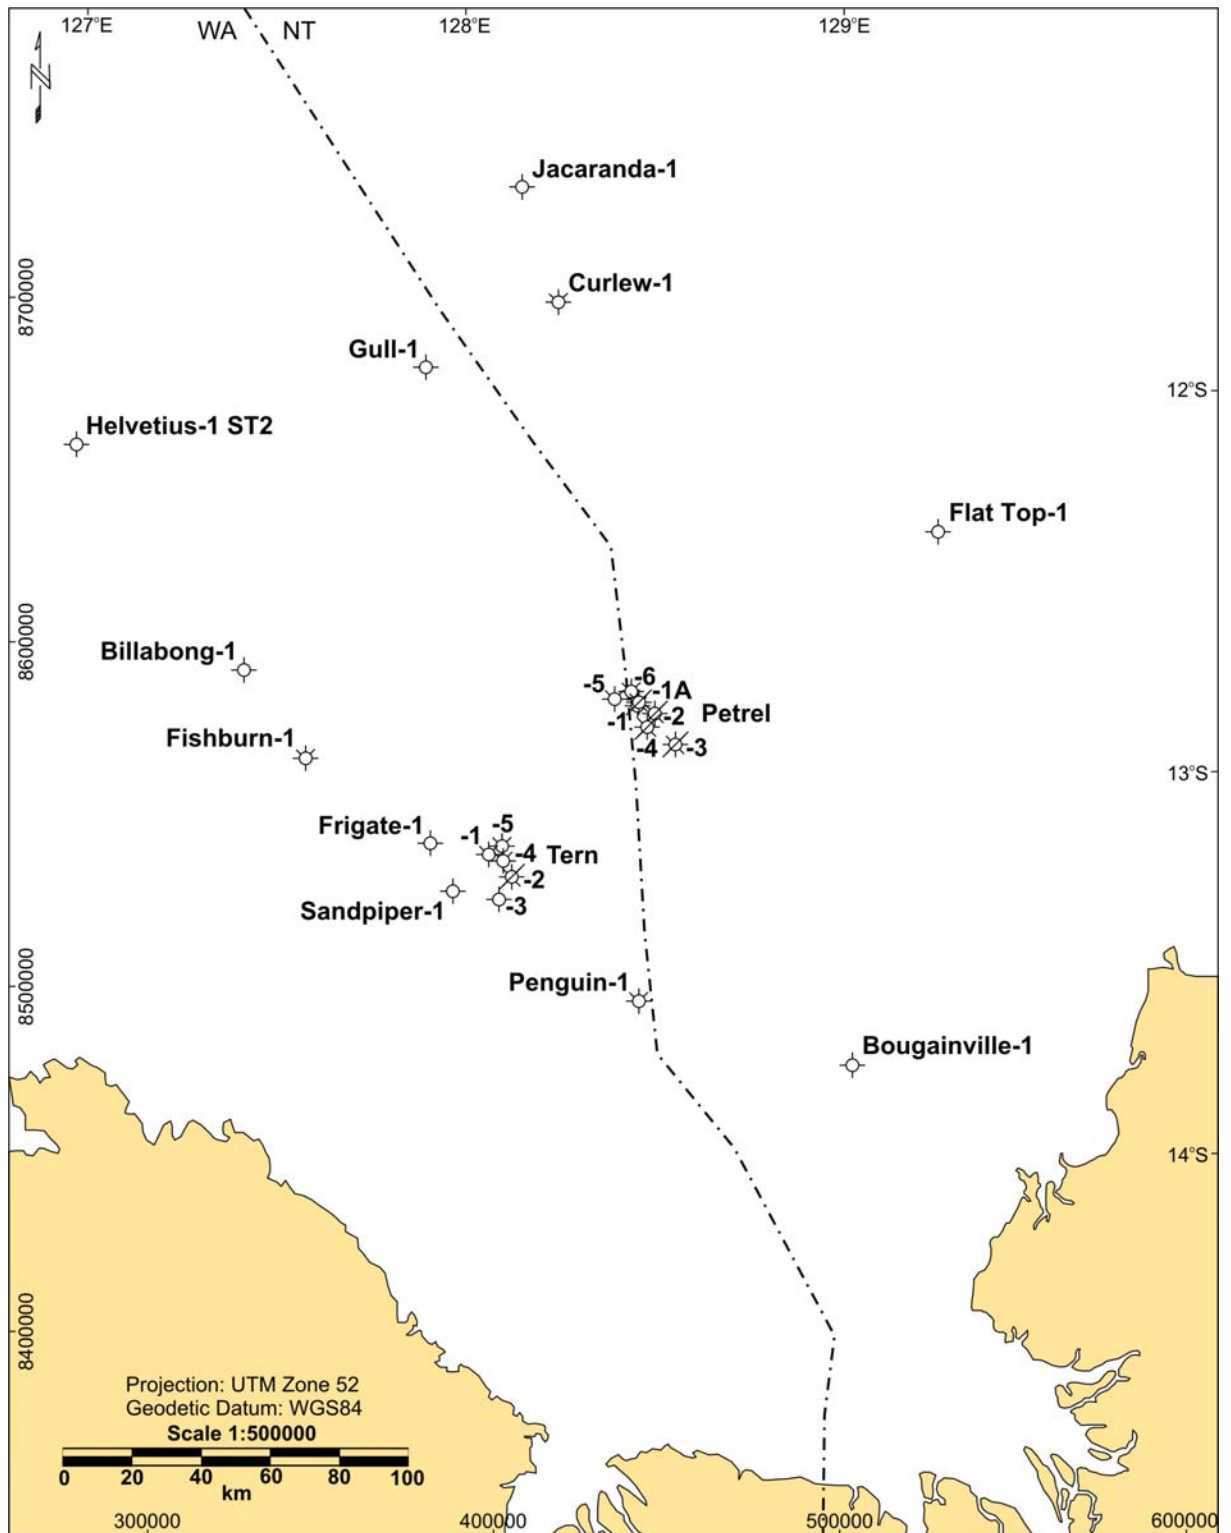 127°E
WA
NT
128°E
129°E
N
Jacaranda-1
Curlew-1
8700000
Gull-1
12°S
Helvetius-1 ST2
Flat Top-1
8600000
Billabong-1
-6
-5
-1A
Petrel
-2
-1
Fishburn-1
-4
-3
13°S
Frigate-1
-5
-1
-4
Tern
-2
Sandpiper-1
-3
8500000
Penguin-1
Bougainville-1
14°S
8400000
Projection: UTM Zone 52
Geodetic Datum: WGS84
Scale 1:500000
0 20 40 60 80 100
km
300000
400000
500000
600000